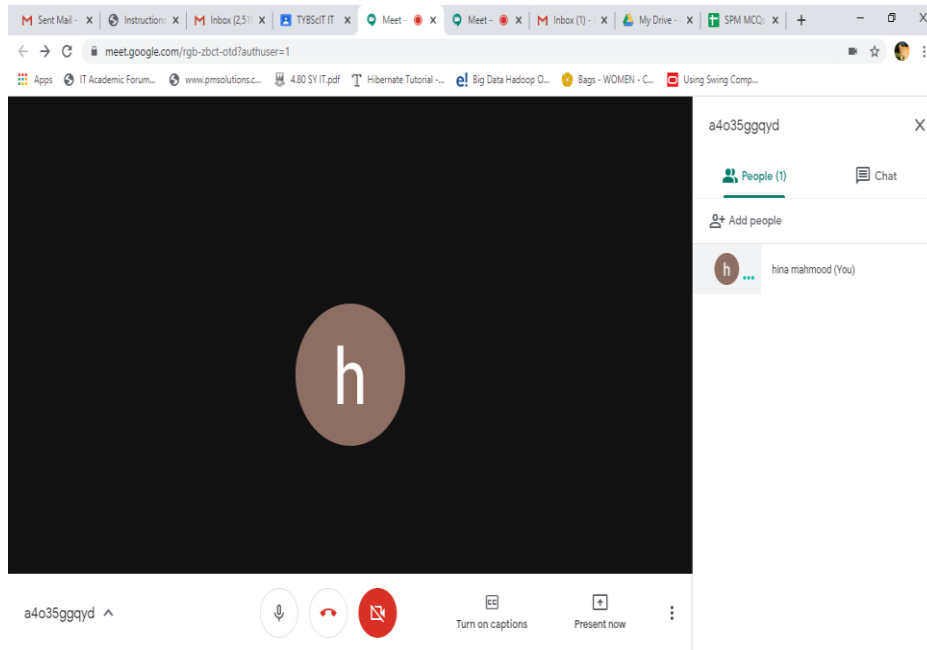 Sent Mail - Instructions Inbox (2,51 TYBScIT IT Meet - Meet - Inbox (1) - My Drive - SPM MCQs
meet.google.com/rgb-zbct-otd?authuser=1
Apps IT Academic Forum... www.pmsolutions.c... 4.80 SY IT.pdf Hibernate Tutorial -... Big Data Hadoop O... Bags - WOMEN - C... Using Swing Comp...
a4o35ggqyd
People (1) Chat
Add people
h hina mahmood (You)
h
a4o35ggqyd
Turn on captions Present now